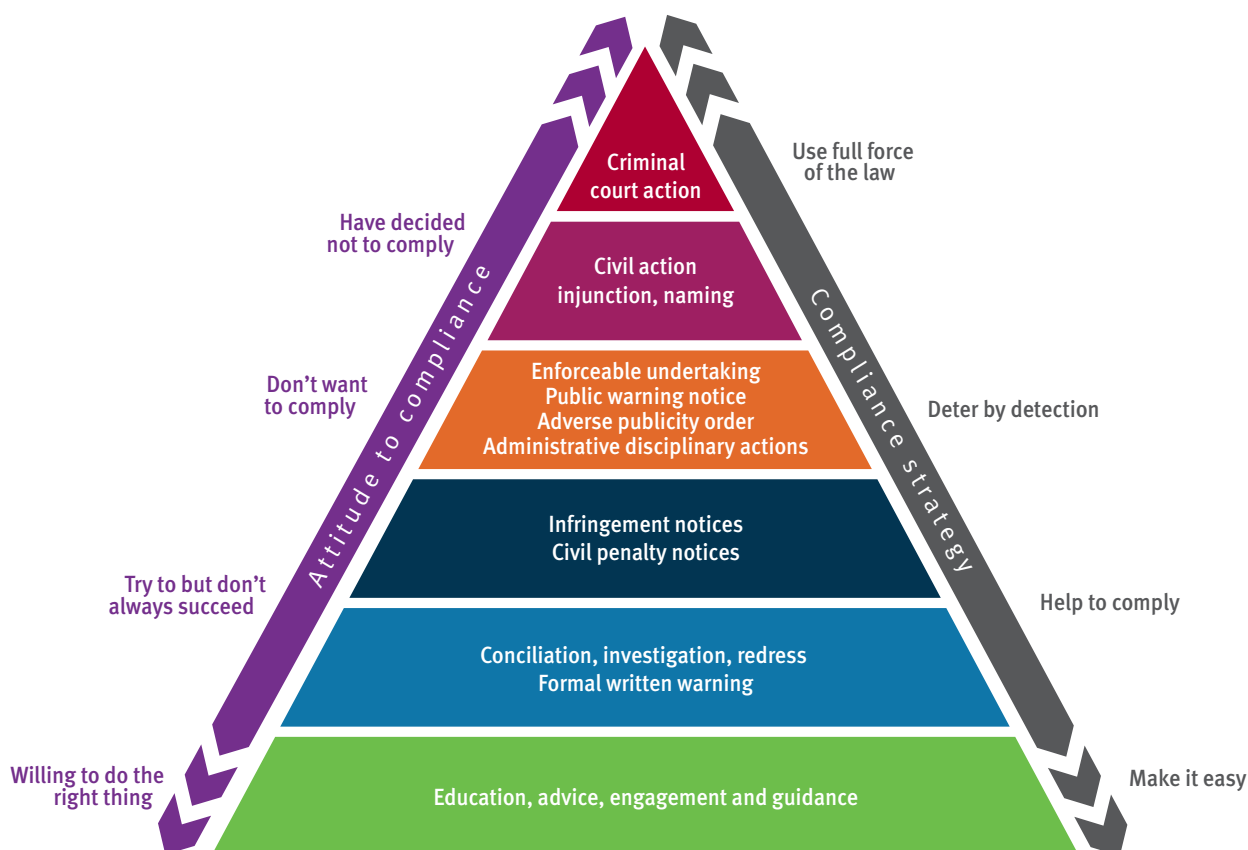 Criminal
court action
Civil action
injunction, naming
Enforceable undertaking
Public warning notice
Adverse publicity order
Administrative disciplinary actions
Infringement notices
Civil penalty notices
Conciliation, investigation, redress
Formal written warning
Education, advice, engagement and guidance
Attitude to compliance
Have decided
not to comply
Don’t want
to comply
Try to but don’t
always succeed
Willing to do the
right thing
Compliance strategy
Use full force
of the law
Deter by detection
Help to comply
Make it easy